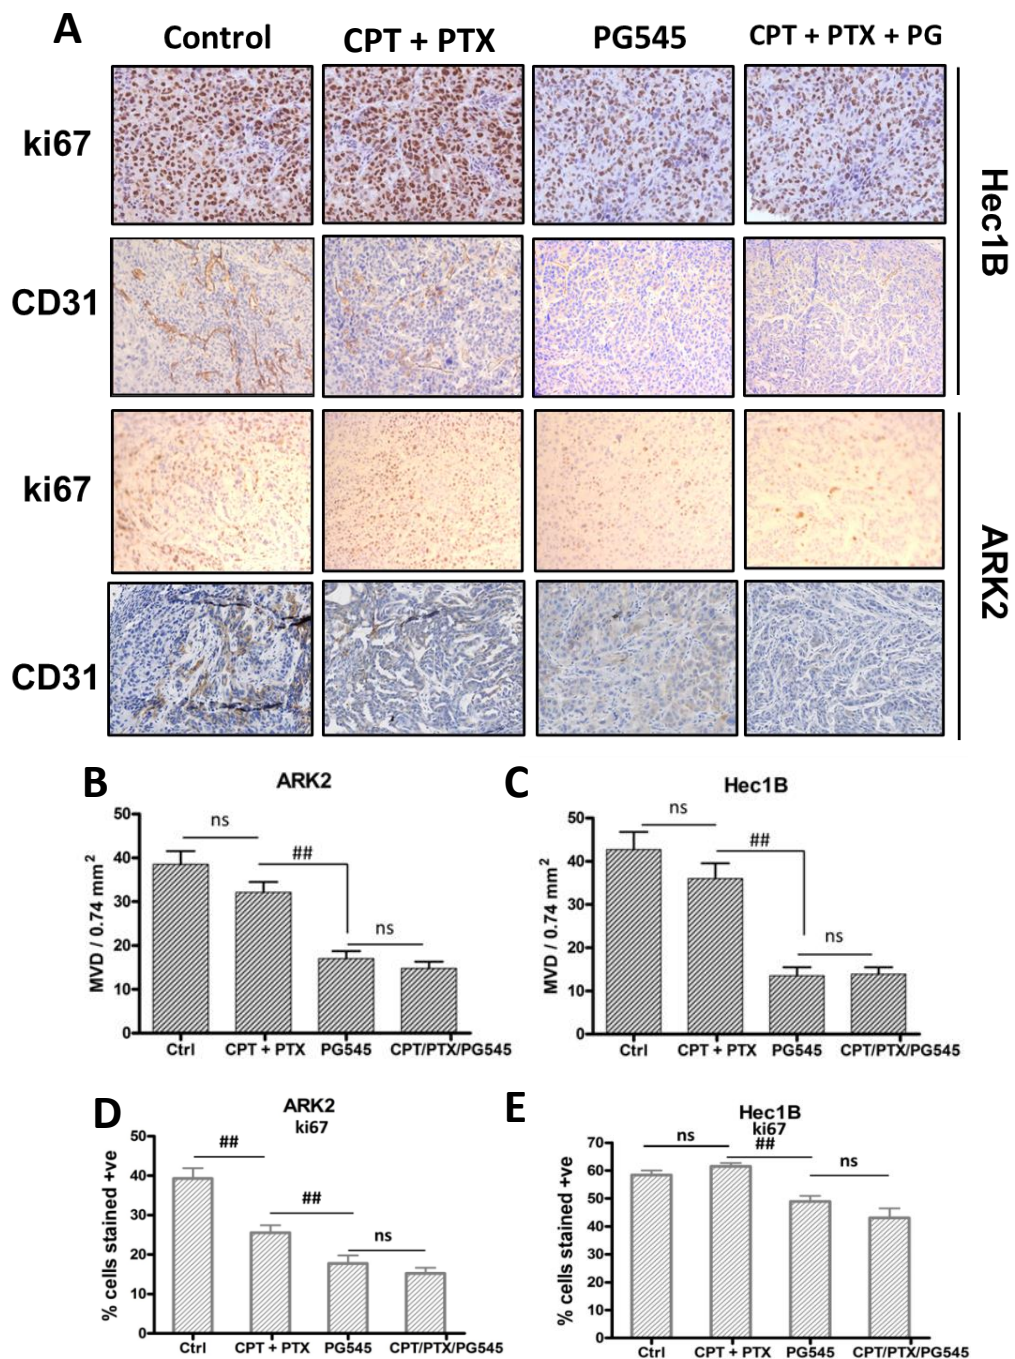 A
Control CPT + PTX PG545 CPT + PTX + PG
ki67
Hec1B
CD31
ki67
ARK2
CD31
B
ARK2
MVD / 0.74 mm²
50
40
30
20
10
0
ns
##
ns
Ctrl CPT + PTX PG545 CPT/PTX/PG545
C
Hec1B
MVD / 0.74 mm²
50
40
30
20
10
0
ns
##
ns
Ctrl CPT + PTX PG545 CPT/PTX/PG545
D
ARK2
ki67
% cells stained +ve
50
40
30
20
10
0
##
##
ns
Ctrl CPT + PTX PG545 CPT/PTX/PG545
E
Hec1B
ki67
% cells stained +ve
70
60
50
40
30
20
10
0
ns
##
ns
Ctrl CPT + PTX PG545 CPT/PTX/PG545